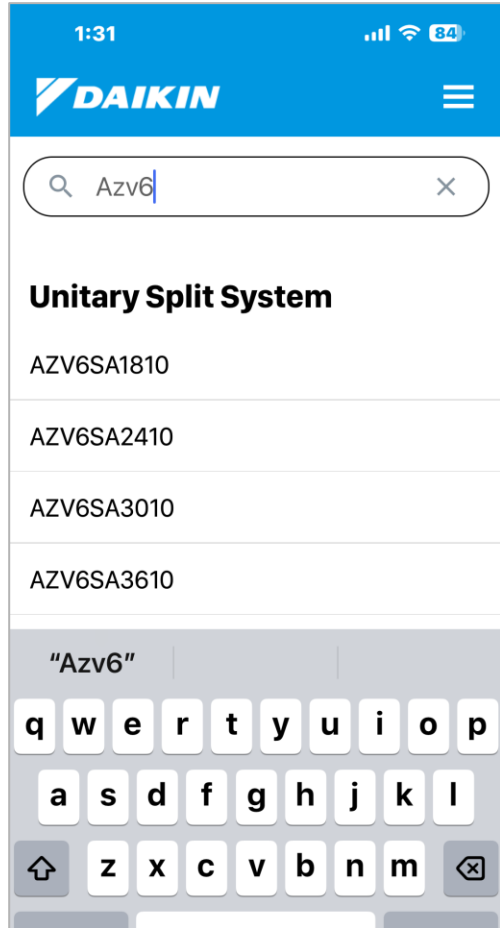 1:31 84
DAIKIN
Azv6
Unitary Split System
AZV6SA1810
AZV6SA2410
AZV6SA3010
AZV6SA3610
“Azv6”
q w e r t y u i o p
a s d f g h j k l
z x c v b n m